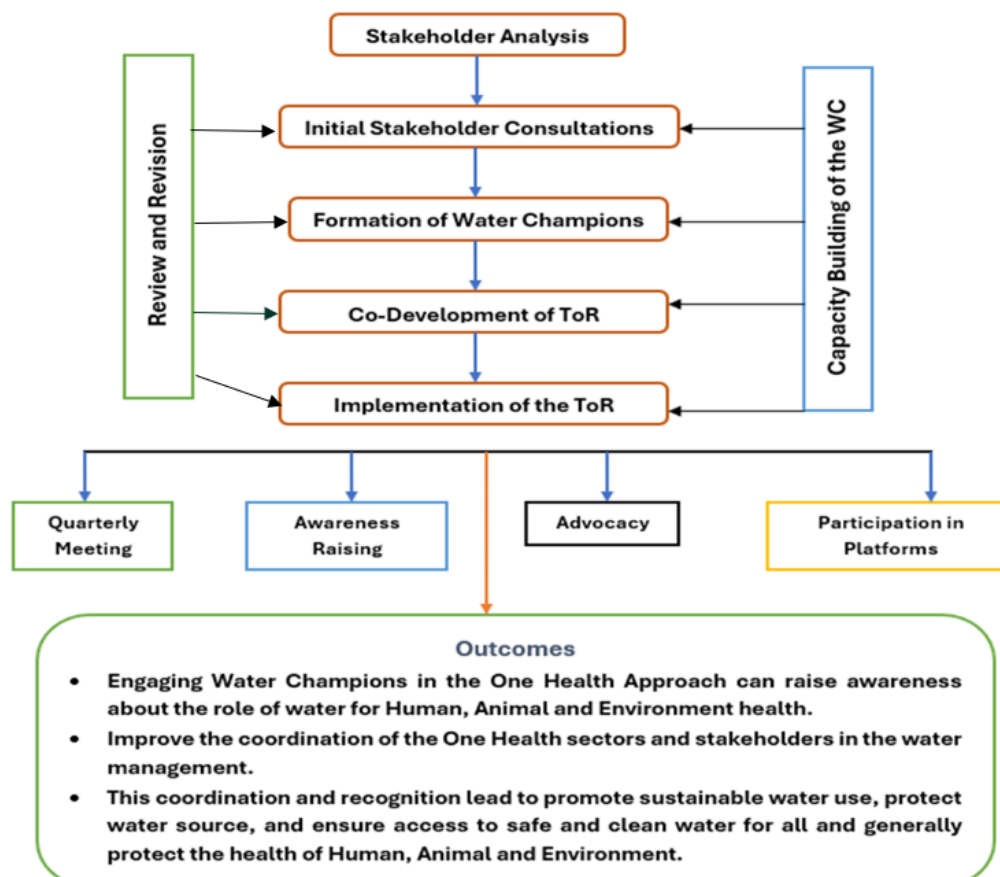 Stakeholder Analysis
Review and Revision
Capacity Building of the WC
Initial Stakeholder Consultations
Formation of Water Champions
Co-Development of ToR
Implementation of the ToR
Quarterly
Meeting
Awareness
Raising
Advocacy
Participation in
Platforms
Outcomes
• Engaging Water Champions in the One Health Approach can raise awareness
about the role of water for Human, Animal and Environment health.
• Improve the coordination of the One Health sectors and stakeholders in the water
management.
• This coordination and recognition lead to promote sustainable water use, protect
water source, and ensure access to safe and clean water for all and generally
protect the health of Human, Animal and Environment.